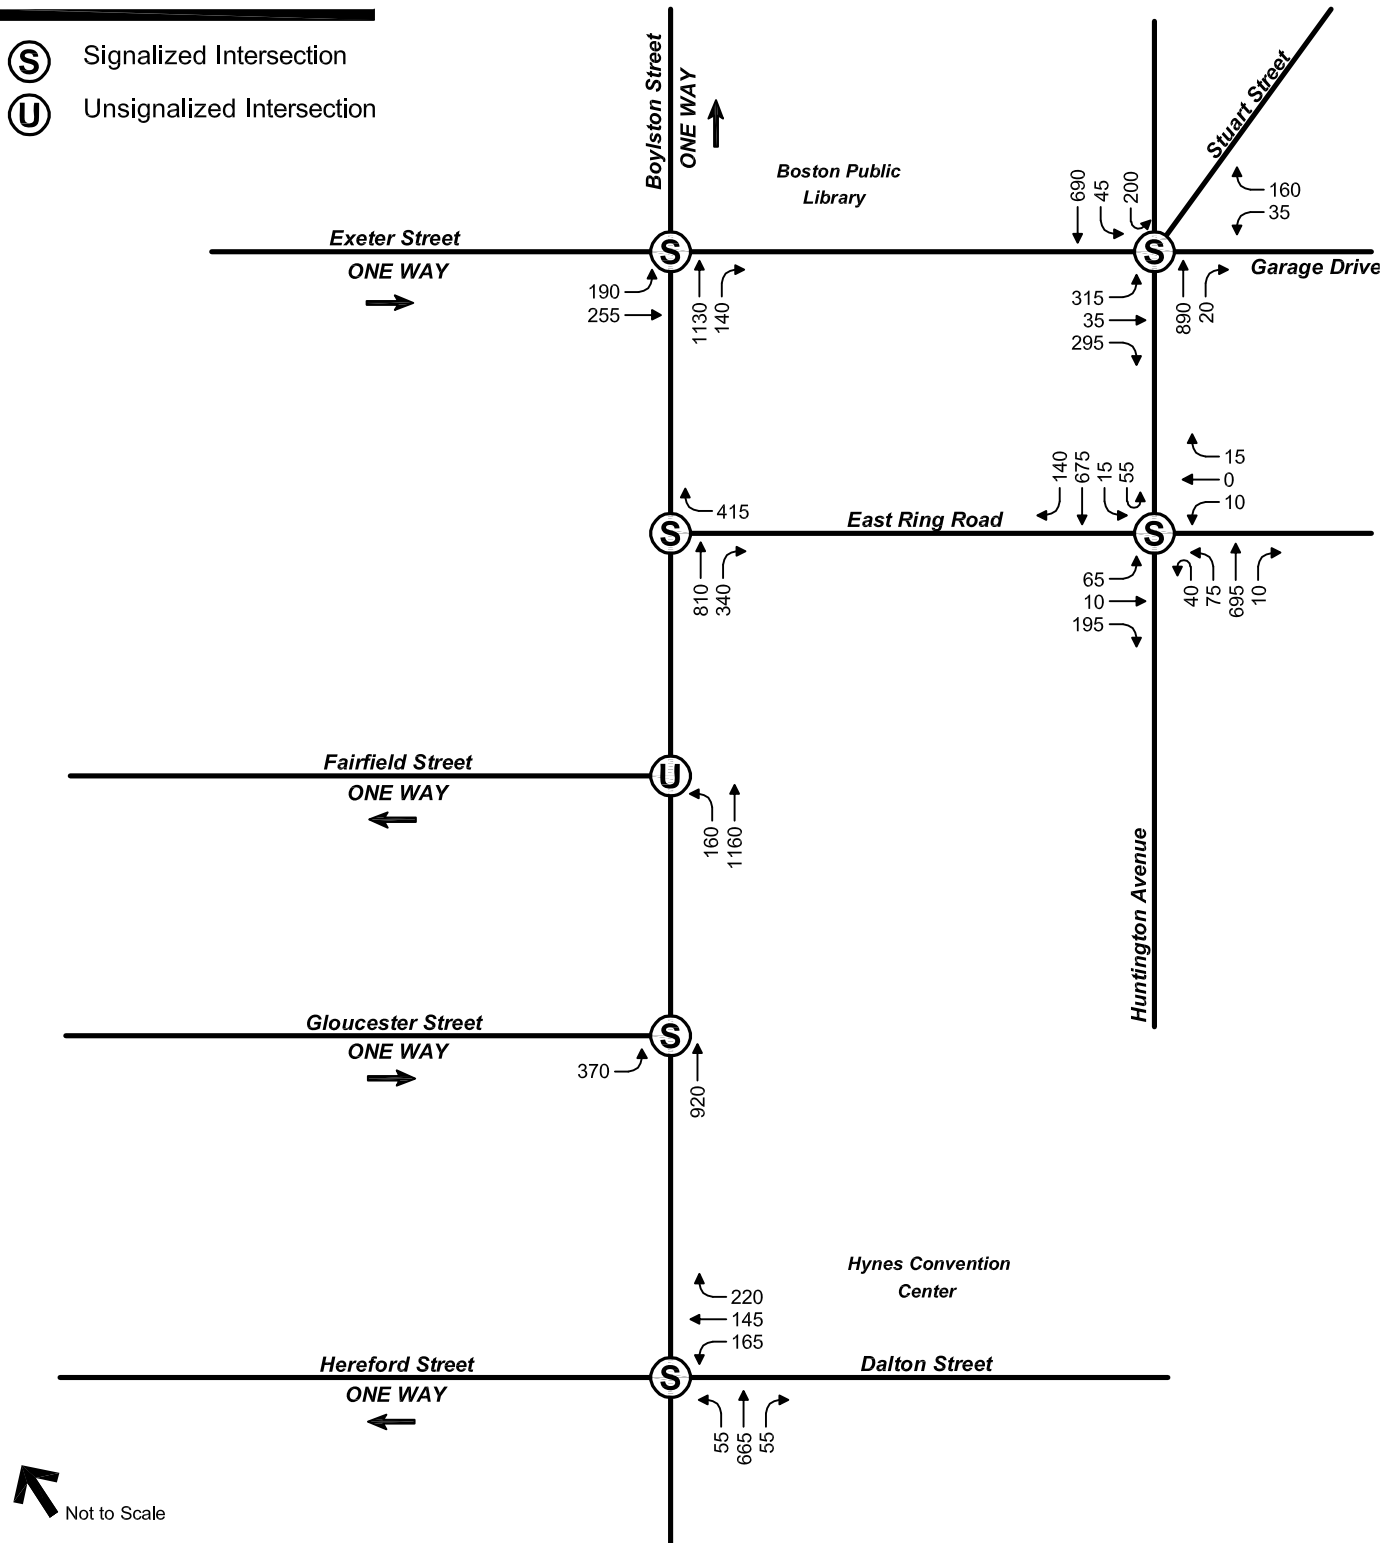 S Signalized Intersection
U Unsignalized Intersection
Boylston Street
ONE WAY
Boston Public
Library
Stuart Street
690
45
200
160
35
Exeter Street
ONE WAY
S
S
Garage Drive
190
255
1130
140
315
35
295
890
20
140
675
15
55
15
0
10
415
S
East Ring Road
S
810
340
65
10
195
40
75
695
10
Fairfield Street
ONE WAY
U
160
1160
Huntington Avenue
Gloucester Street
ONE WAY
S
370
920
Hynes Convention
Center
220
145
165
Hereford Street
ONE WAY
S
Dalton Street
55
665
55
Not to Scale